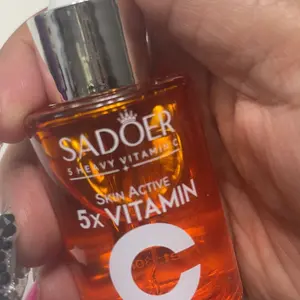 SADOER
5 HEAVY VITAMIN C
SKIN ACTIVE
5X VITAMIN
C